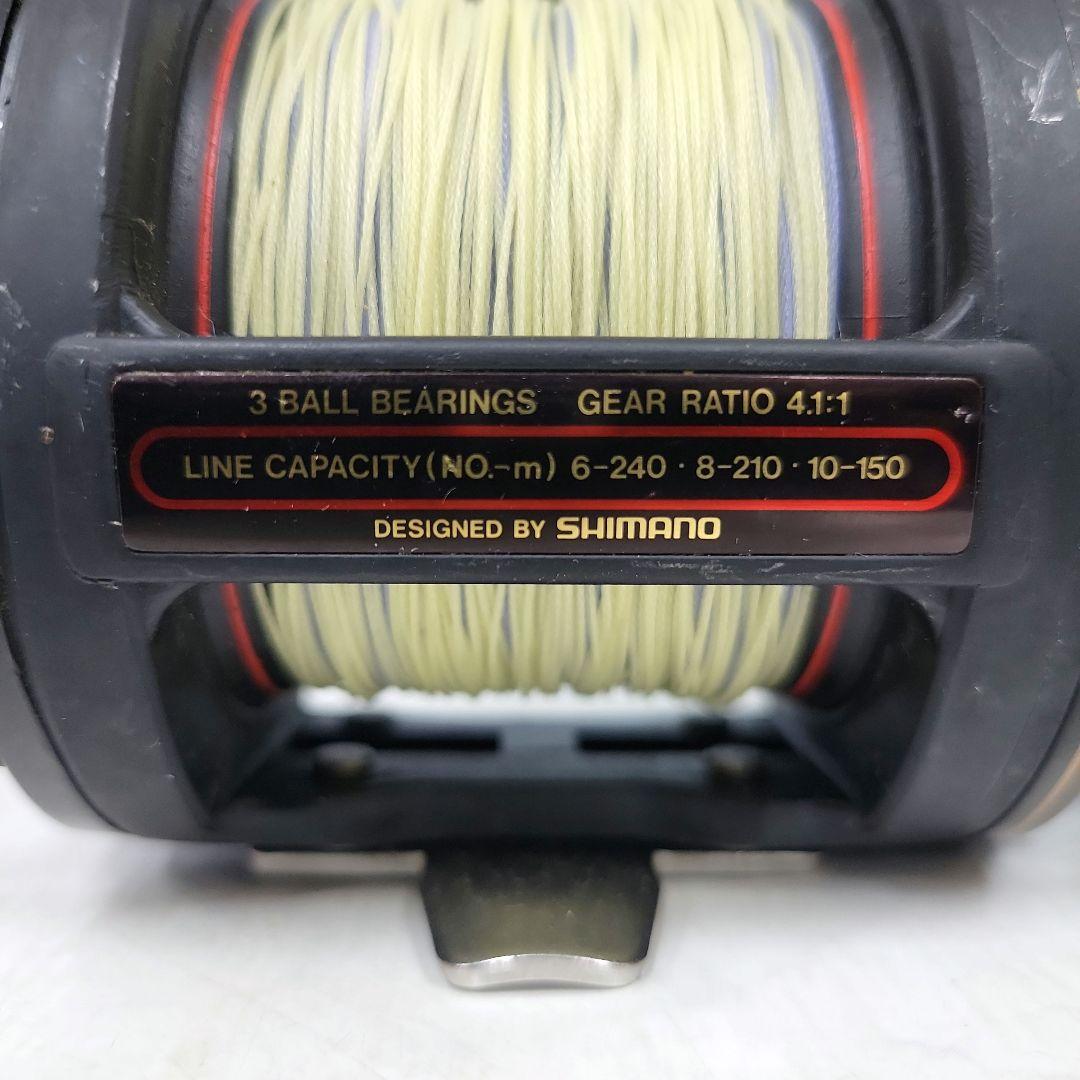 3 BALL BEARINGS GEAR RATIO 4.1:1
LINE CAPACITY(NO.-m) 6-240・8-210・10-150
DESIGNED BY SHIMANO